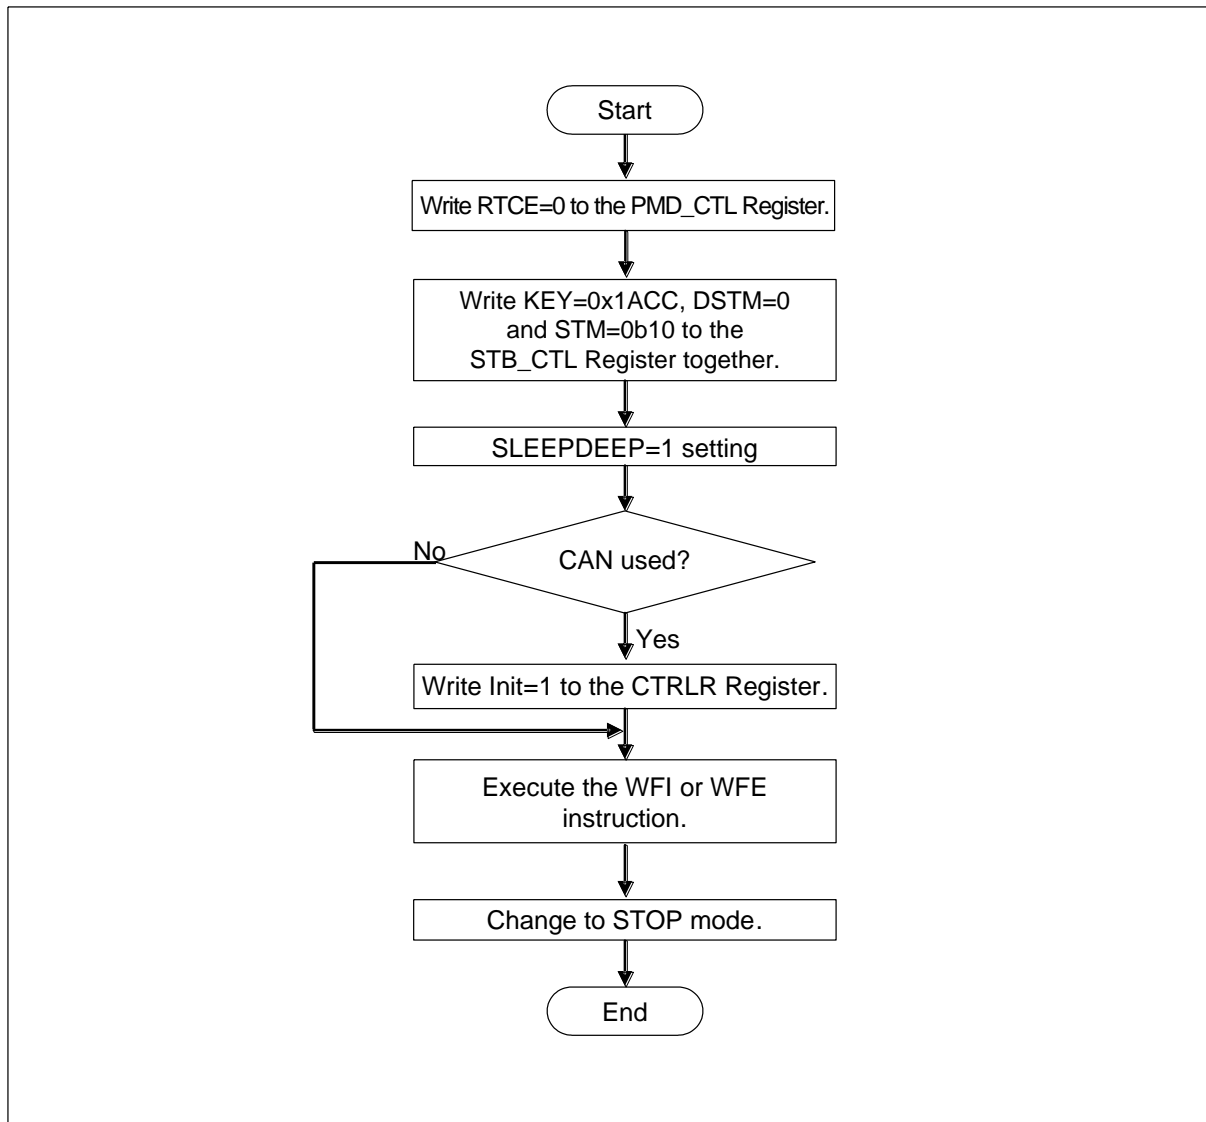 Start
Write RTCE=0 to the PMD_CTL Register.
Write KEY=0x1ACC, DSTM=0
and STM=0b10 to the
STB_CTL Register together.
SLEEPDEEP=1 setting
CAN used?
No
Yes
Write Init=1 to the CTRLR Register.
Execute the WFI or WFE
instruction.
Change to STOP mode.
End